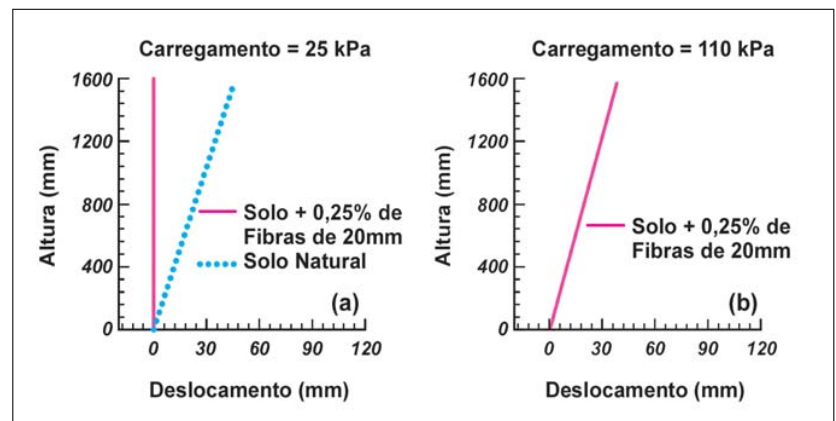 Carregamento = 25 kPa
1600
1200
800
400
0
Altura (mm)
Solo + 0,25% de
Fibras de 20mm
Solo Natural
(a)
0 30 60 90 120
Deslocamento (mm)
Carregamento = 110 kPa
1600
1200
800
400
0
Altura (mm)
Solo + 0,25% de
Fibras de 20mm
(b)
0 30 60 90 120
Deslocamento (mm)